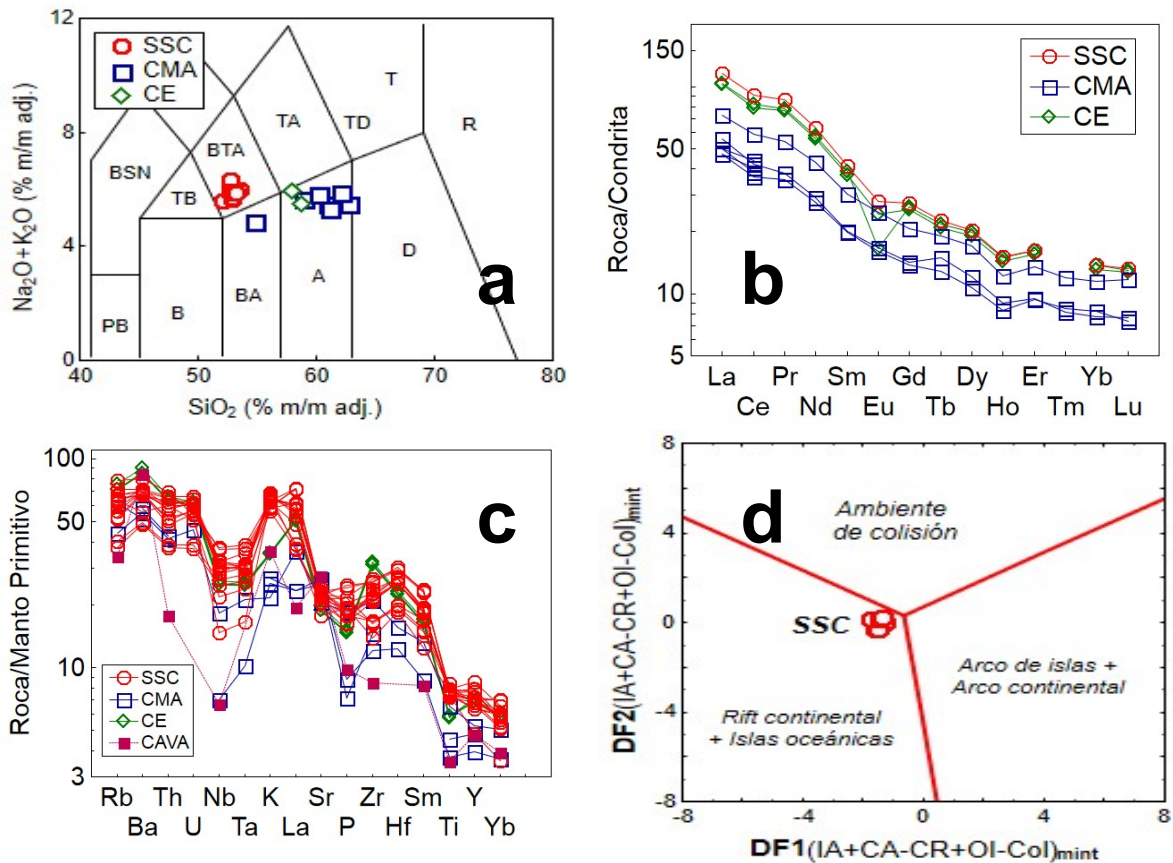 12
8
4
0
Na₂O+K₂O (% m/m adj.)
SSC
CMA
CE
TA
T
TD
R
BTA
BSN
TB
A
D
BA
B
PB
a
40
50
60
70
80
SiO₂ (% m/m adj.)
150
100
50
10
5
Roca/Condrita
SSC
CMA
CE
b
La Pr Sm Gd Dy Er Yb
Ce Nd Eu Tb Ho Tm Lu
100
50
10
3
Roca/Manto Primitivo
c
SSC
CMA
CE
CAVA
Rb Th Nb K Sr Zr Sm Y
Ba U Ta La P Hf Ti Yb
8
4
0
-4
-8
DF2(IA+CA-CR+OI-Col)mint
Ambiente
de colisión
d
SSC
Arco de islas +
Arco continental
Rift continental
+ Islas oceánicas
-8 -4 0 4 8
DF1(IA+CA-CR+OI-Col)mint